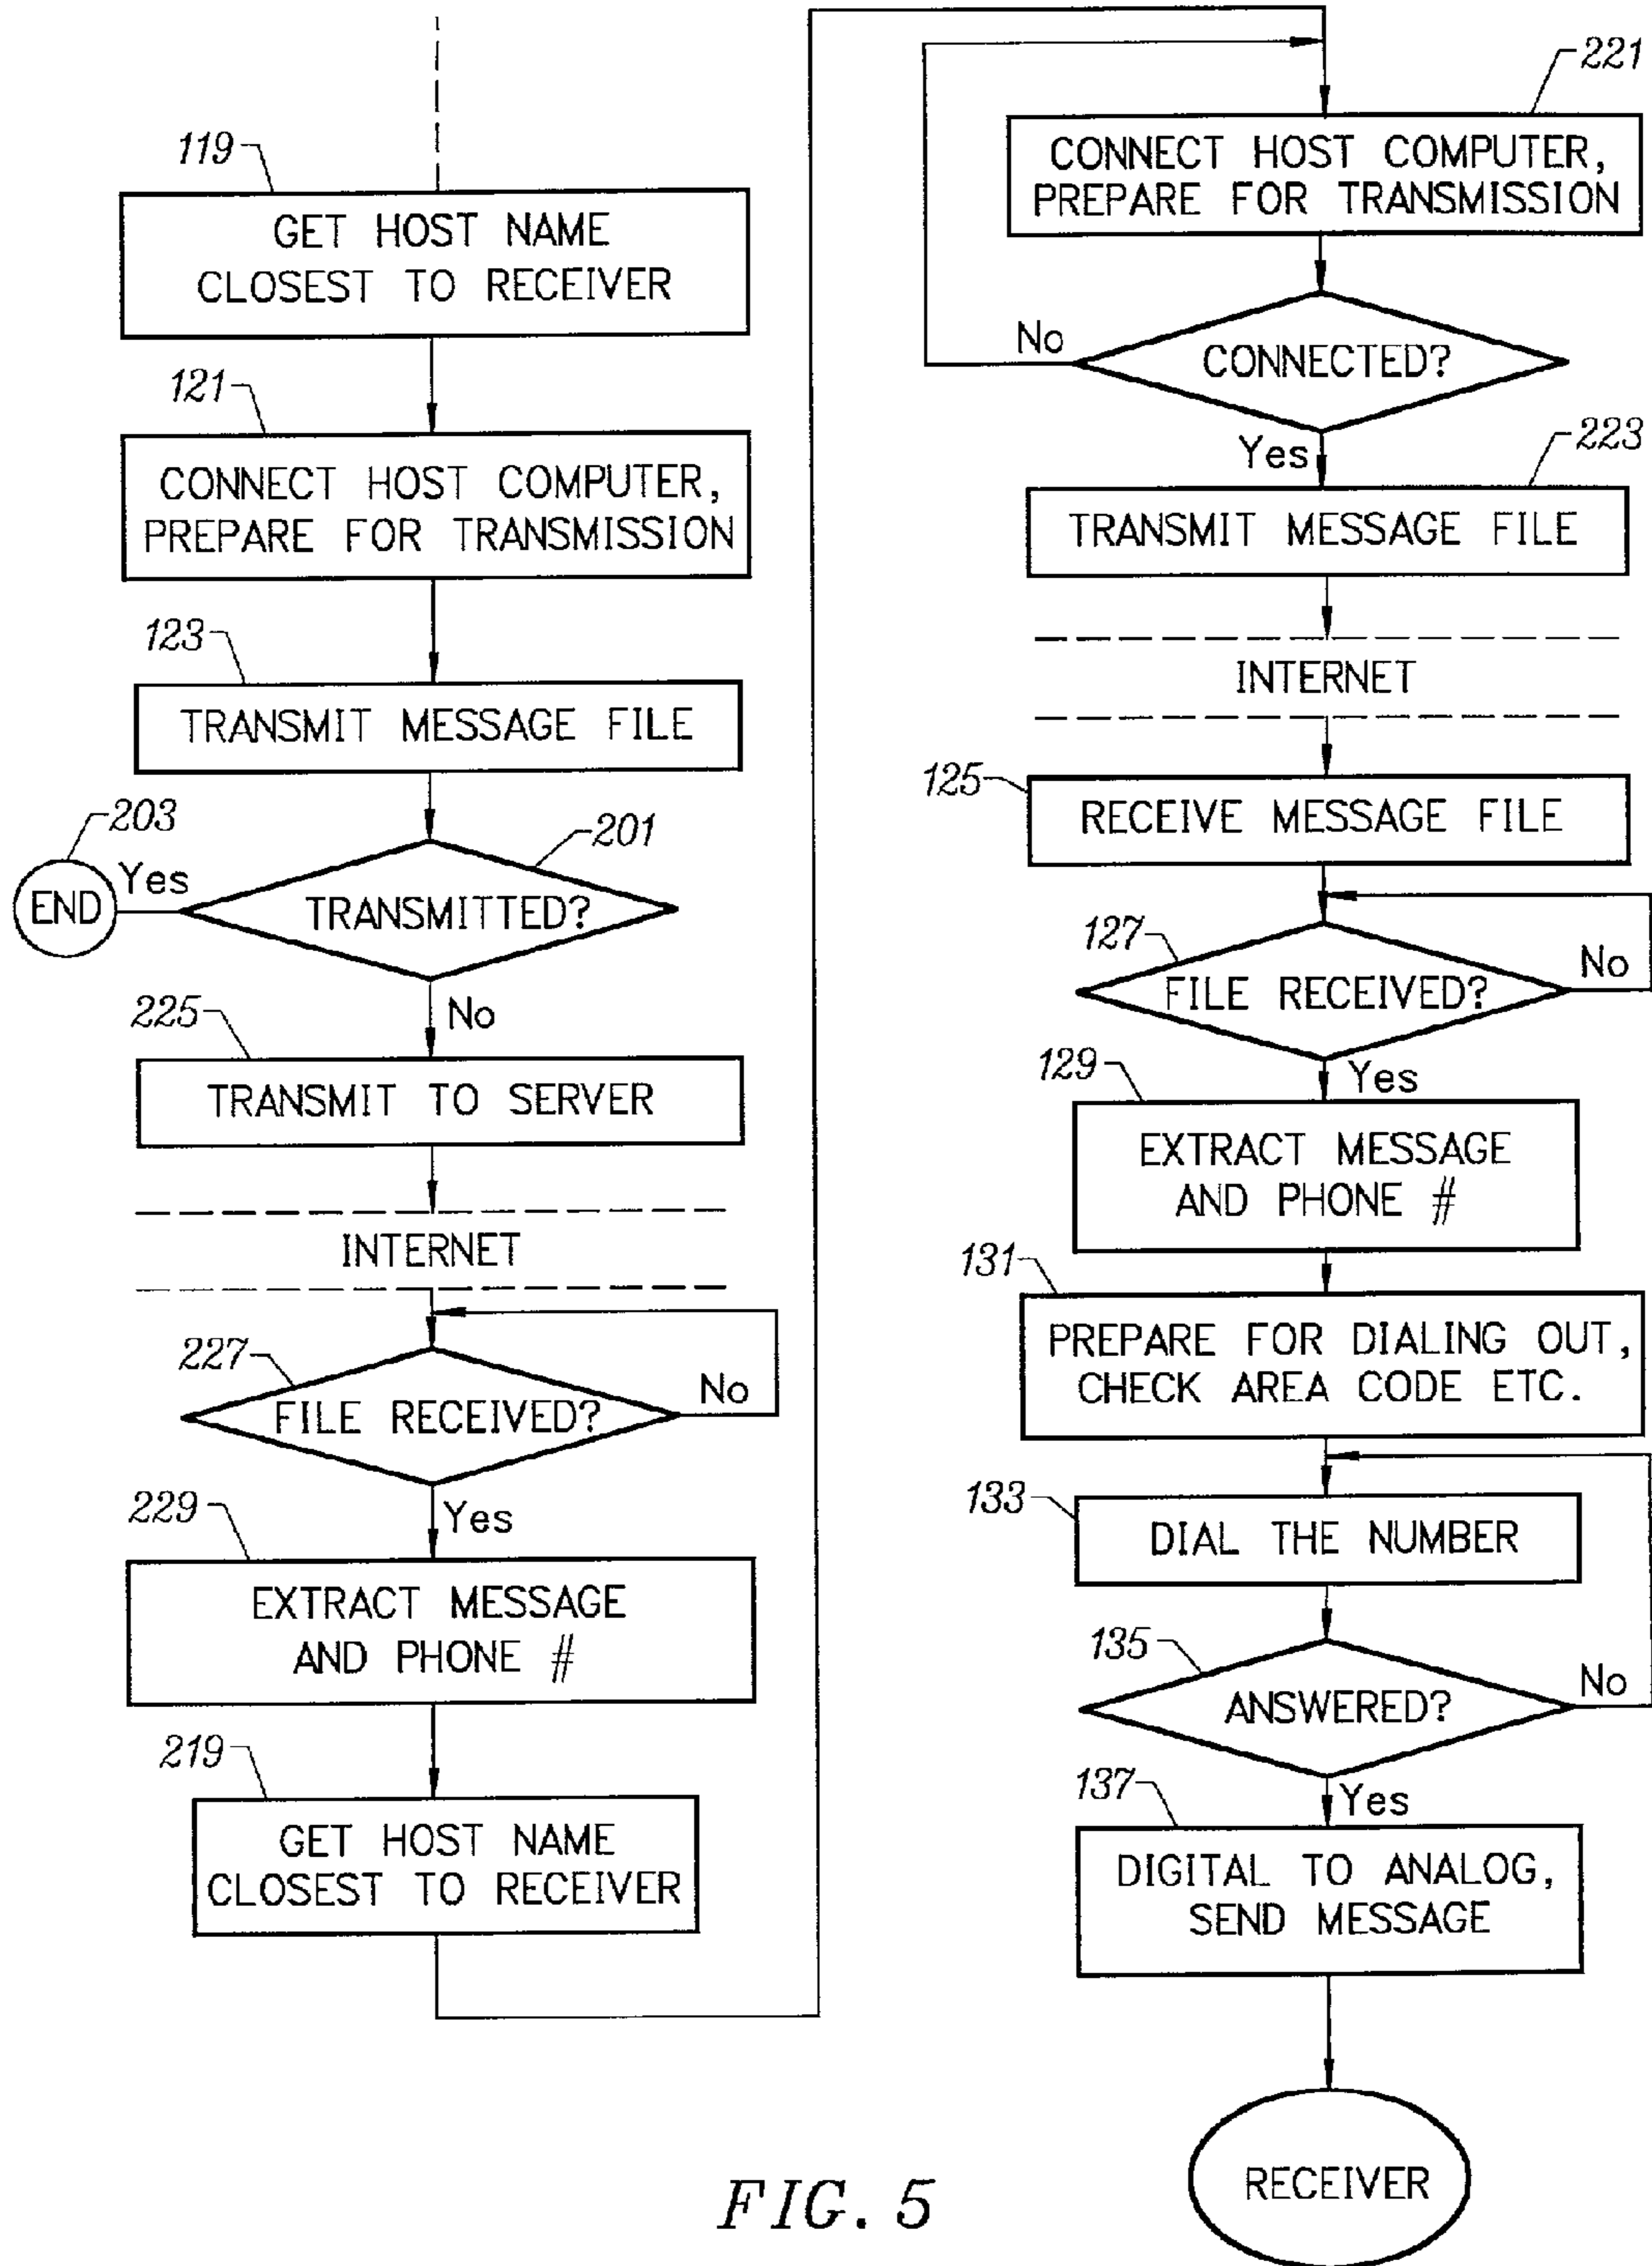 119
GET HOST NAME
CLOSEST TO RECEIVER
121
CONNECT HOST COMPUTER,
PREPARE FOR TRANSMISSION
123
TRANSMIT MESSAGE FILE
203
201
END
Yes
TRANSMITTED?
No
225
TRANSMIT TO SERVER
INTERNET
227
FILE RECEIVED?
No
Yes
229
EXTRACT MESSAGE
AND PHONE #
219
GET HOST NAME
CLOSEST TO RECEIVER
221
CONNECT HOST COMPUTER,
PREPARE FOR TRANSMISSION
No
CONNECTED?
Yes
223
TRANSMIT MESSAGE FILE
INTERNET
125
RECEIVE MESSAGE FILE
127
FILE RECEIVED?
No
Yes
129
EXTRACT MESSAGE
AND PHONE #
131
PREPARE FOR DIALING OUT,
CHECK AREA CODE ETC.
133
DIAL THE NUMBER
135
ANSWERED?
No
Yes
137
DIGITAL TO ANALOG,
SEND MESSAGE
RECEIVER
FIG. 5